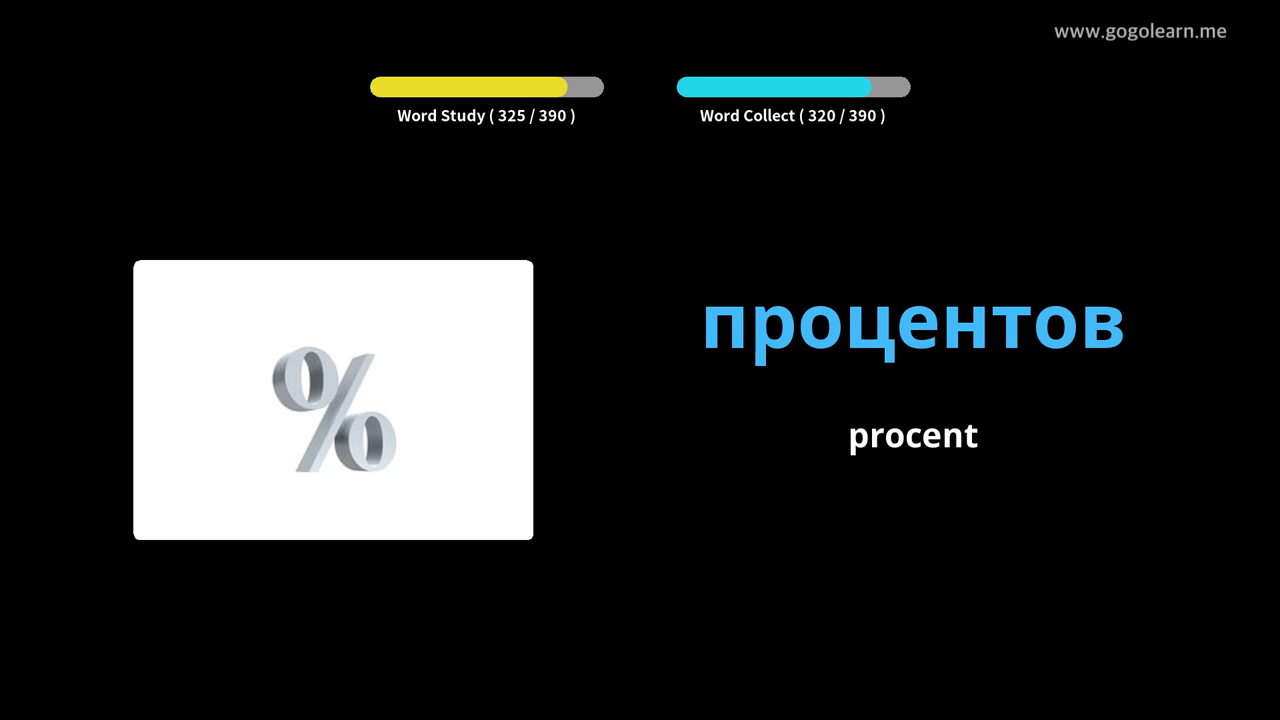 www.gogolearn.me
Word Study ( 325 / 390 )
Word Collect ( 320 / 390 )
%
процентов
procent